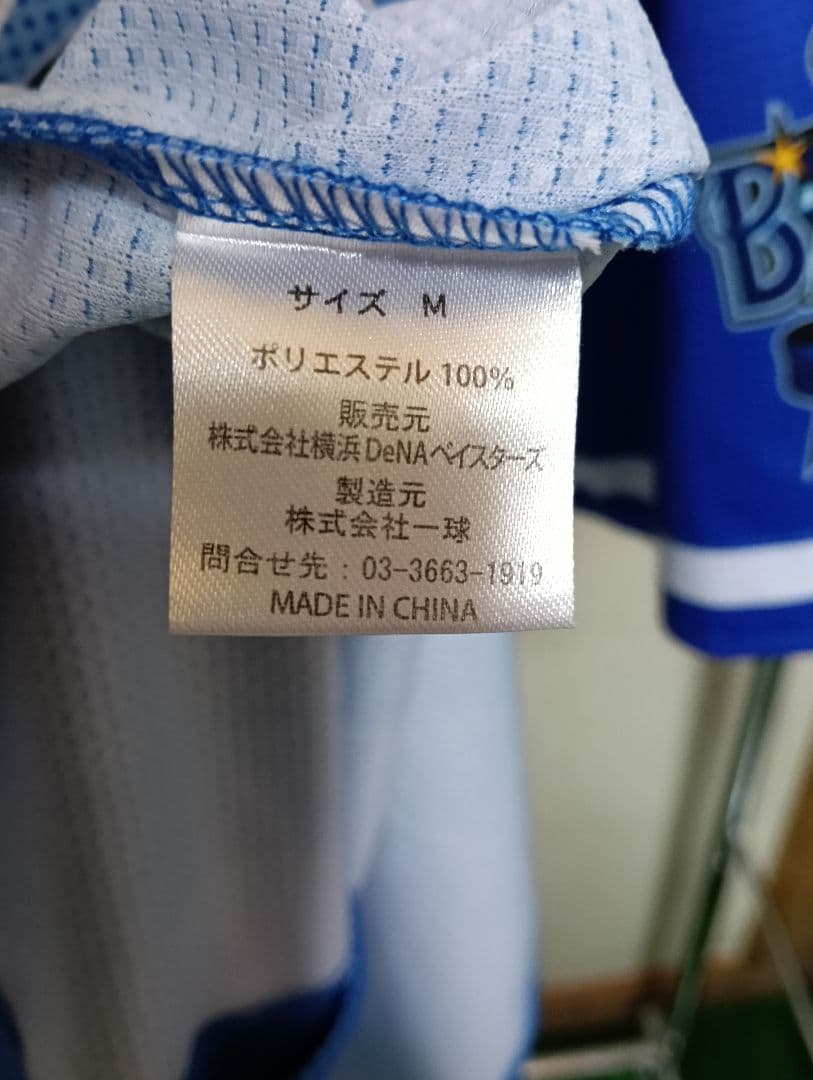 サイズ M
ポリエステル 100%
販売元
株式会社横浜DeNAベイスターズ
製造元
株式会社一球
問合せ先：03-3663-1919
MADE IN CHINA